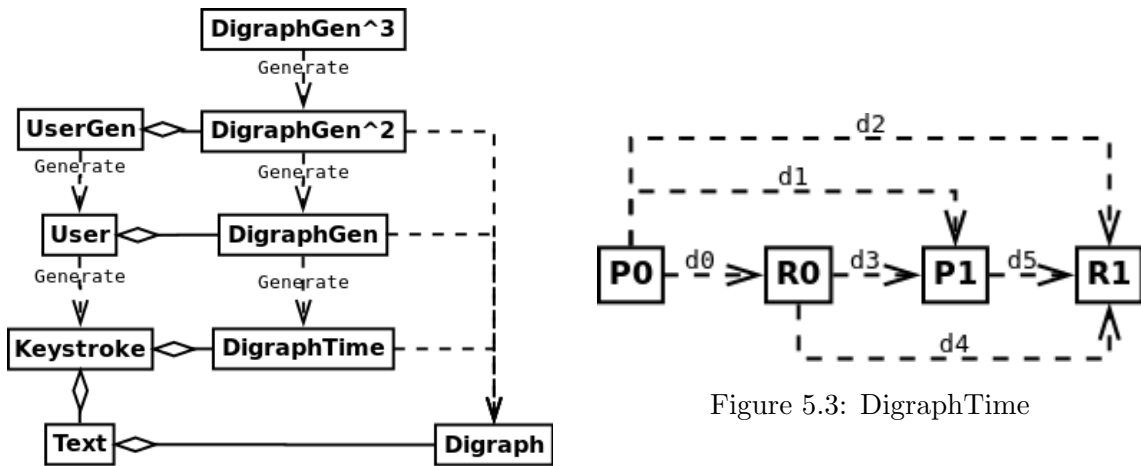 DigraphGen^3
Generate
UserGen
DigraphGen^2
Generate
Generate
User
DigraphGen
Generate
Generate
Keystroke
DigraphTime
Text
Digraph
d2
d1
P0
d0
R0
d3
P1
d5
R1
d4
Figure 5.3: DigraphTime